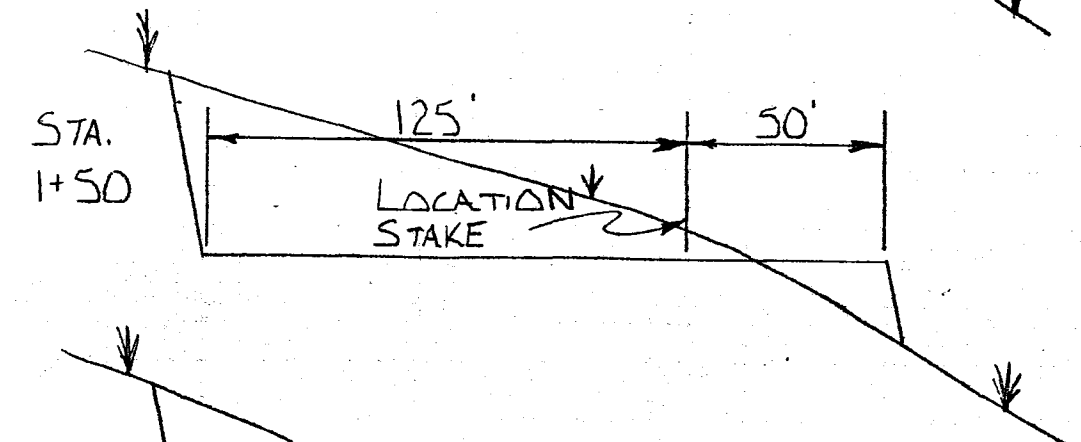 125' 50'
STA.
1+50
LOCATION
STAKE